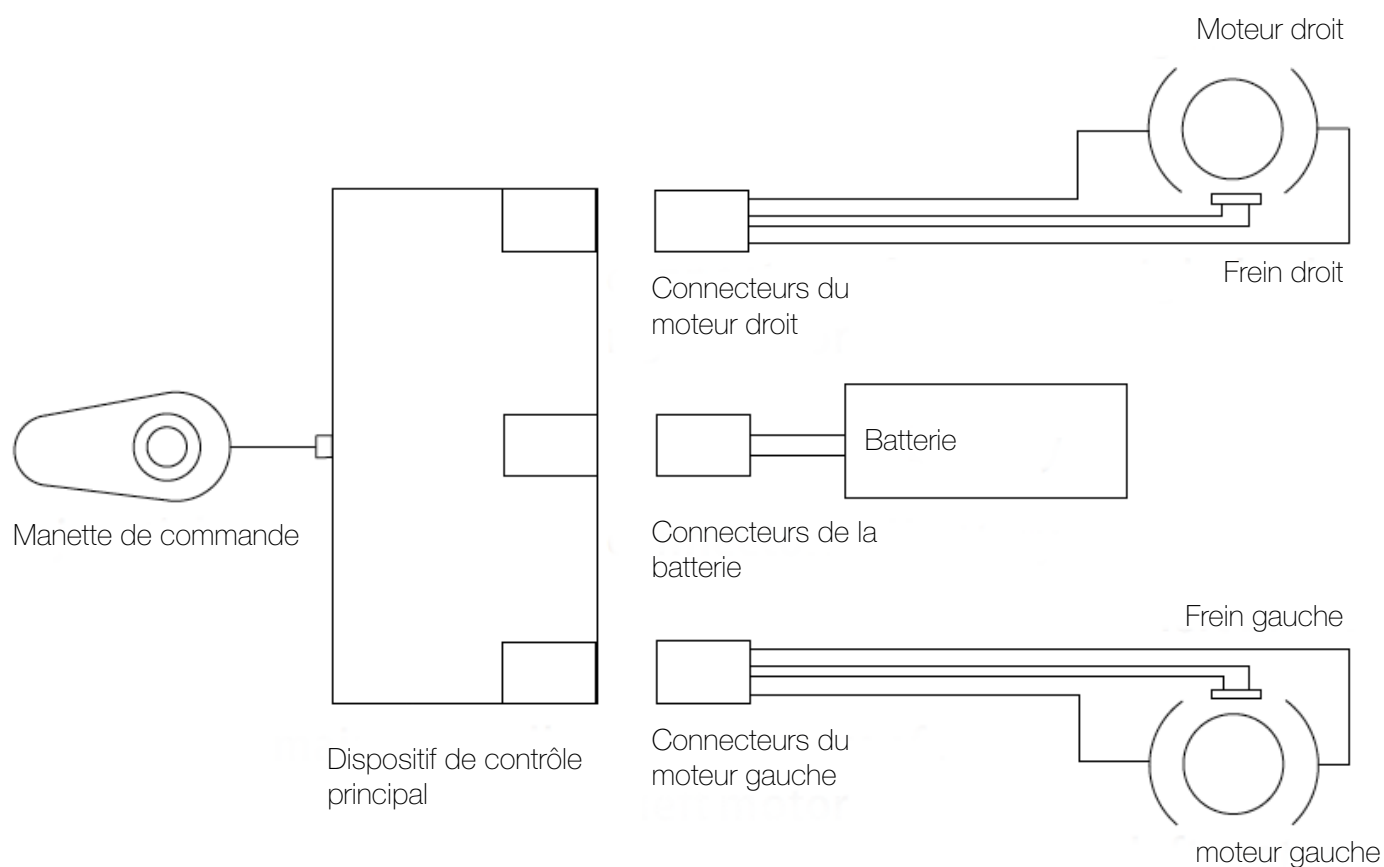 Moteur droit
Frein droit
Connecteurs du
moteur droit
Batterie
Manette de commande
Connecteurs de la
batterie
Frein gauche
Dispositif de contrôle
principal
Connecteurs du
moteur gauche
moteur gauche